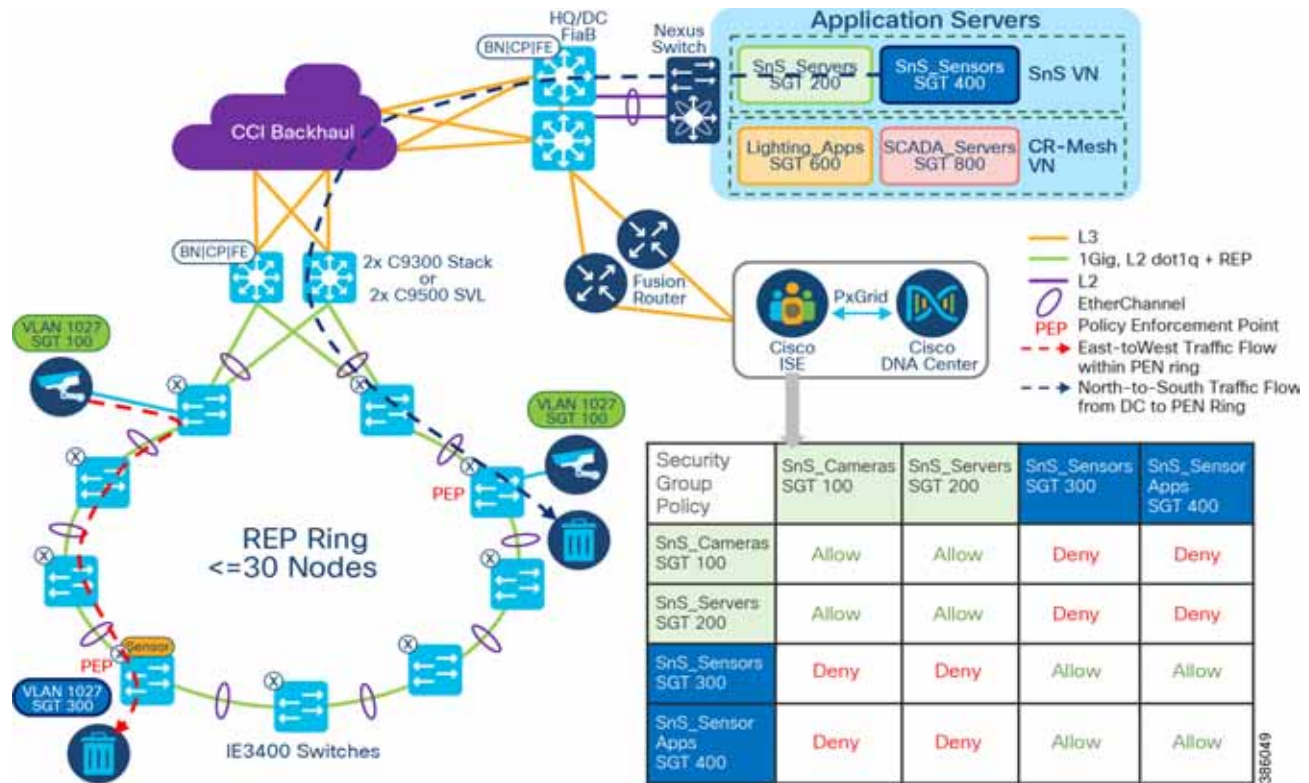 Application Servers
HQ/DC
FiaB
BN|CP|FE
Nexus
Switch
SnS_Servers
SGT 200
SnS_Sensors
SGT 400
SnS VN
Lighting_Apps
SGT 600
SCADA_Servers
SGT 800
CR-Mesh
VN
CCI Backhaul
BN|CP|FE
2x C9300 Stack
or
2x C9500 SVL
Fusion
Router
PxGrid
Cisco
ISE
Cisco
DNA Center
L3
1Gig, L2 dot1q + REP
L2
EtherChannel
PEP Policy Enforcement Point
East-toWest Traffic Flow
within PEN ring
North-to-South Traffic Flow
from DC to PEN Ring
VLAN 1027
SGT 100
X
X
VLAN 1027
SGT 100
X
X
PEP
REP Ring
<=30 Nodes
X
X
X
Sensor
PEP
X
X
X
VLAN 1027
SGT 300
IE3400 Switches
Security
Group
Policy
SnS_Cameras
SGT 100
SnS_Servers
SGT 200
SnS_Sensors
SGT 300
SnS_Sensor
Apps
SGT 400
SnS_Cameras
SGT 100
Allow
Allow
Deny
Deny
SnS_Servers
SGT 200
Allow
Allow
Deny
Deny
SnS_Sensors
SGT 300
Deny
Deny
Allow
Allow
SnS_Sensor
Apps
SGT 400
Deny
Deny
Allow
Allow
386049